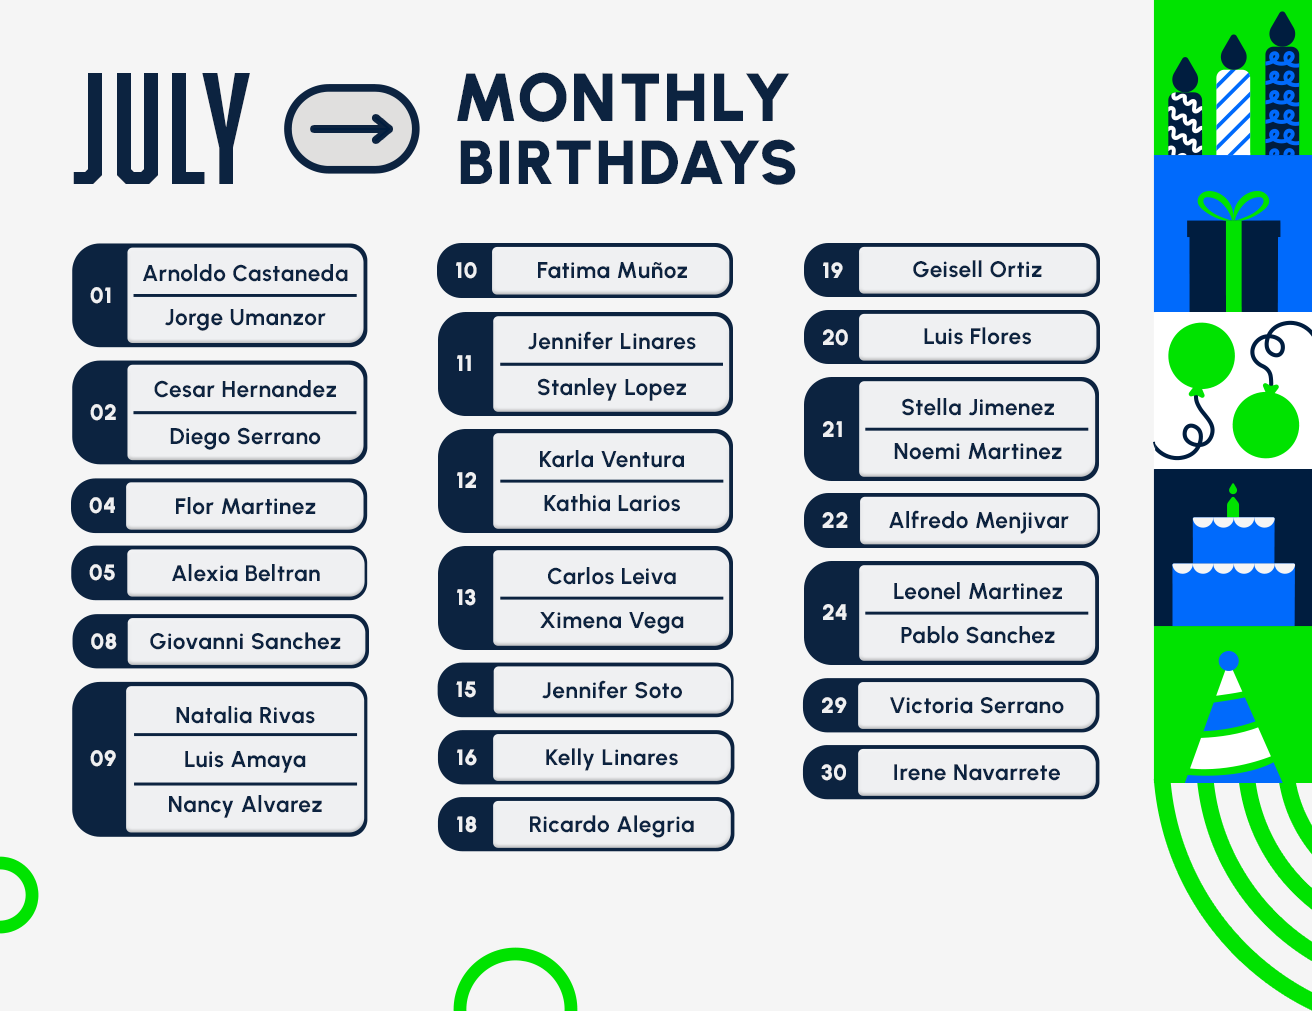 JULY
MONTHLY
BIRTHDAYS
01
Arnoldo Castaneda
Jorge Umanzor
02
Cesar Hernandez
Diego Serrano
04
Flor Martinez
05
Alexia Beltran
08
Giovanni Sanchez
09
Natalia Rivas
Luis Amaya
Nancy Alvarez
10
Fatima Muñoz
11
Jennifer Linares
Stanley Lopez
12
Karla Ventura
Kathia Larios
13
Carlos Leiva
Ximena Vega
15
Jennifer Soto
16
Kelly Linares
18
Ricardo Alegria
19
Geisell Ortiz
20
Luis Flores
21
Stella Jimenez
Noemi Martinez
22
Alfredo Menjivar
24
Leonel Martinez
Pablo Sanchez
29
Victoria Serrano
30
Irene Navarrete